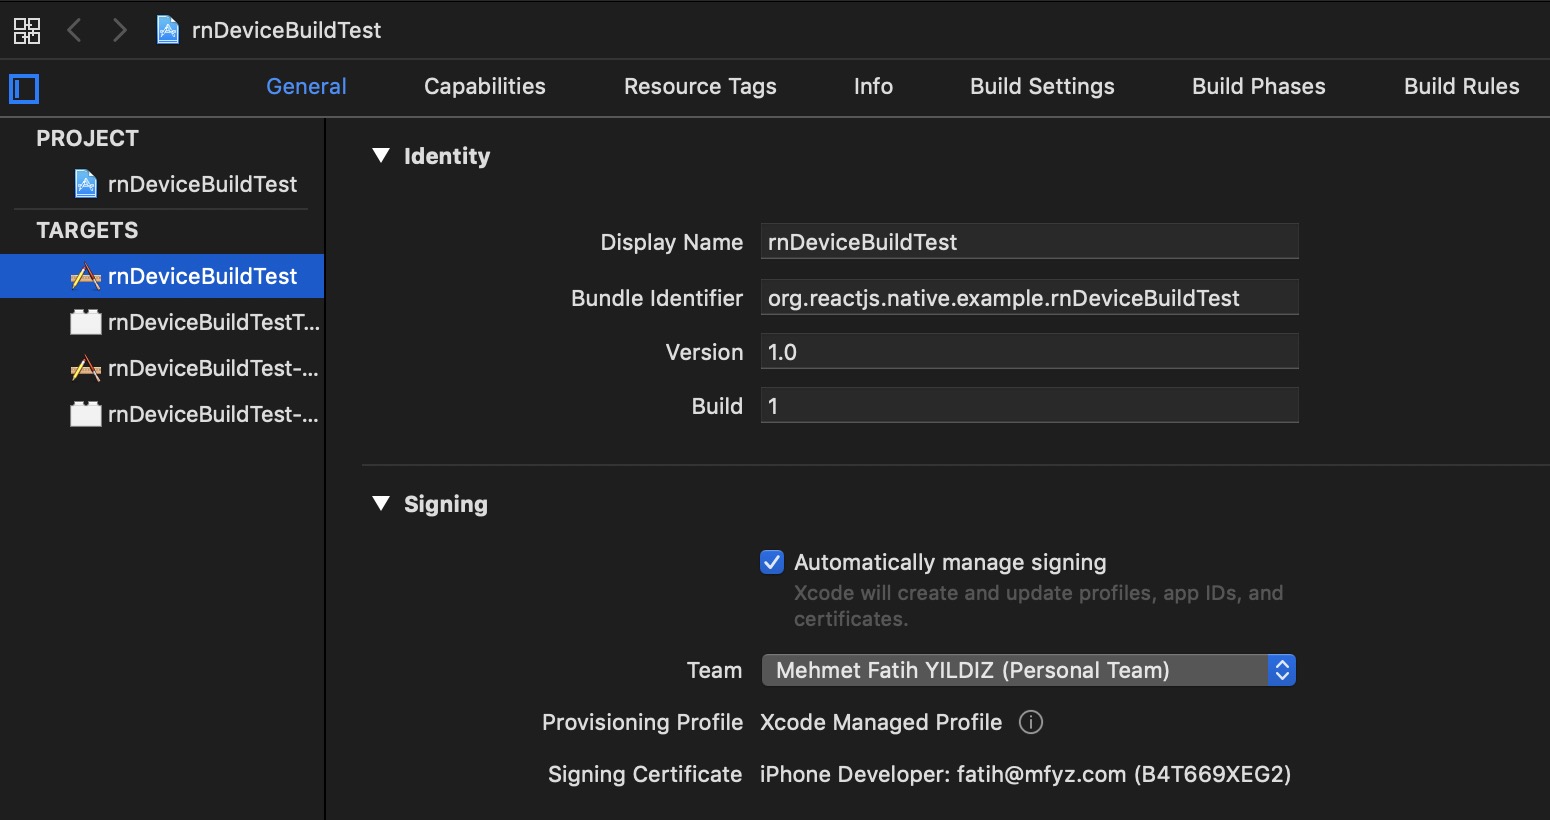 rnDeviceBuildTest
General Capabilities Resource Tags Info Build Settings Build Phases Build Rules
PROJECT
rnDeviceBuildTest
TARGETS
rnDeviceBuildTest
rnDeviceBuildTestT...
rnDeviceBuildTest-...
rnDeviceBuildTest-...
Identity
Display Name rnDeviceBuildTest
Bundle Identifier org.reactjs.native.example.rnDeviceBuildTest
Version 1.0
Build 1
Signing
Automatically manage signing
Xcode will create and update profiles, app IDs, and
certificates.
Team Mehmet Fatih YILDIZ (Personal Team)
Provisioning Profile Xcode Managed Profile
Signing Certificate iPhone Developer: fatih@mfyz.com (B4T669XEG2)